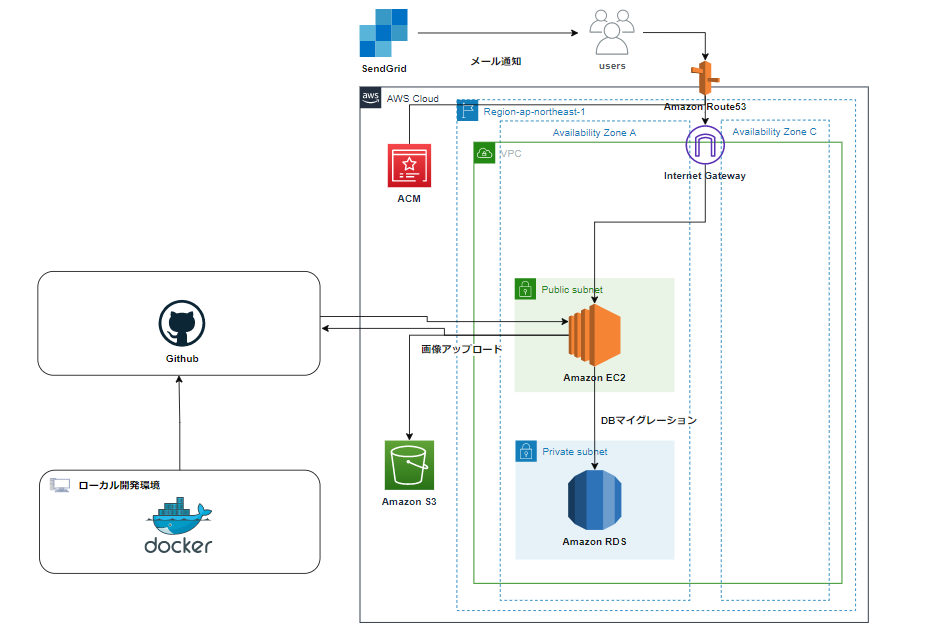 SendGrid
メール通知
users
Amazon Route53
aws
AWS Cloud
Region-ap-northeast-1
Availability Zone A
Availability Zone C
VPC
ACM
Internet Gateway
Public subnet
Github
画像アップロード
Amazon EC2
DBマイグレーション
Private subnet
ローカル開発環境
Amazon S3
docker
Amazon RDS